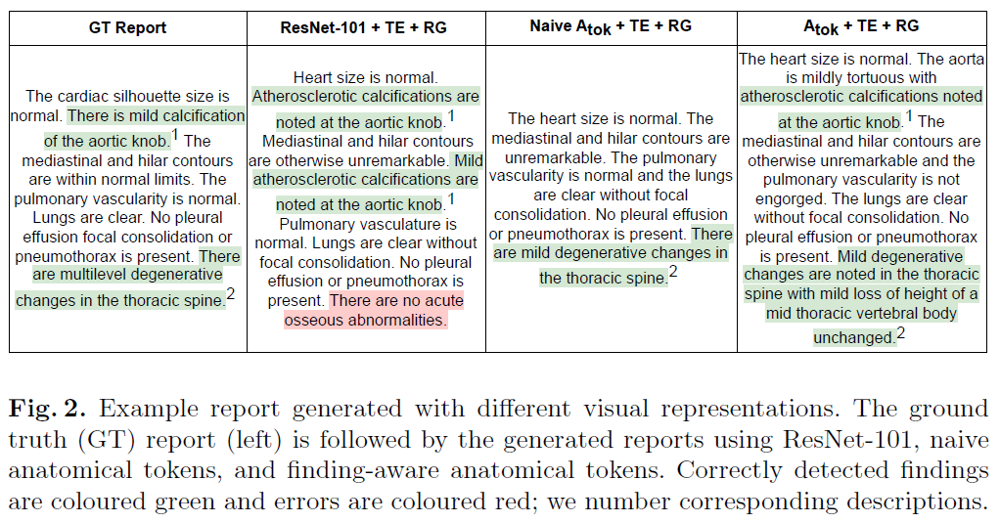 GT Report
The cardiac silhouette size is
normal. There is mild calcification
of the aortic knob.1 The
mediastinal and hilar contours
are within normal limits. The
pulmonary vascularity is normal.
Lungs are clear. No pleural
effusion focal consolidation or
pneumothorax is present. There
are multilevel degenerative
changes in the thoracic spine.2
ResNet-101 + TE + RG
Heart size is normal.
Atherosclerotic calcifications are
noted at the aortic knob.1
Mediastinal and hilar contours
are otherwise unremarkable. Mild
atherosclerotic calcifications are
noted at the aortic knob.1
Pulmonary vasculature is
normal. Lungs are clear without
focal consolidation. No pleural
effusion or pneumothorax is
present. There are no acute
osseous abnormalities.
Naive Atok + TE + RG
The heart size is normal. The
mediastinal and hilar contours are
unremarkable. The pulmonary
vascularity is normal and the lungs
are clear without focal
consolidation. No pleural effusion
or pneumothorax is present. There
are mild degenerative changes in
the thoracic spine.2
Atok + TE + RG
The heart size is normal. The aorta
is mildly tortuous with
atherosclerotic calcifications noted
at the aortic knob.1 The
mediastinal and hilar contours are
otherwise unremarkable and the
pulmonary vascularity is not
engorged. The lungs are clear
without focal consolidation. No
pleural effusion or pneumothorax
is present. Mild degenerative
changes are noted in the thoracic
spine with mild loss of height of a
mid thoracic vertebral body
unchanged.2
Fig. 2. Example report generated with different visual representations. The ground
truth (GT) report (left) is followed by the generated reports using ResNet-101, naive
anatomical tokens, and finding-aware anatomical tokens. Correctly detected findings
are coloured green and errors are coloured red; we number corresponding descriptions.